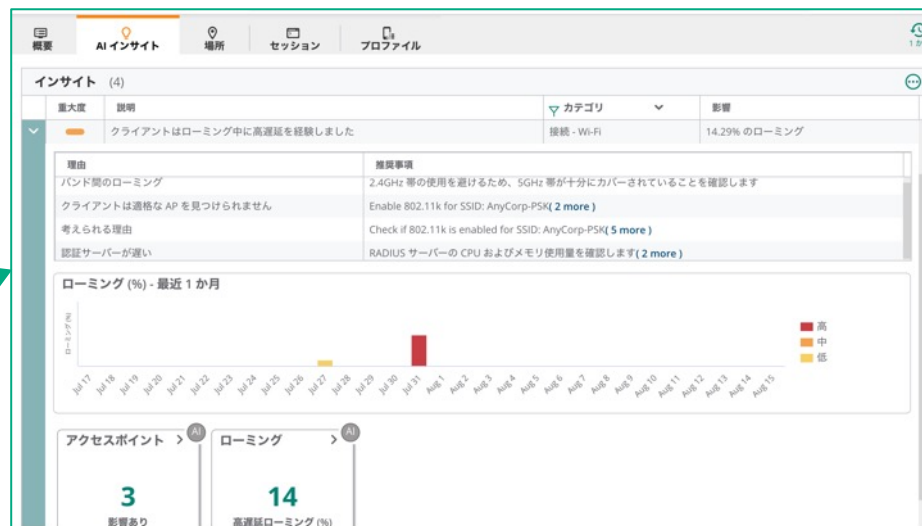 概要
AI インサイト
場所
セッション
プロファイル
インサイト (4)
重大度 説明 カテゴリ 影響
クライアントはローミング中に高遅延を経験しました 接続 - Wi-Fi 14.29% のローミング
理由 推奨事項
バンド間のローミング 2.4GHz 帯の使用を避けるため、5GHz 帯が十分にカバーされていることを確認します
クライアントは適格な AP を見つけられません Enable 802.11k for SSID: AnyCorp-PSK( 2 more )
考えられる理由 Check if 802.11k is enabled for SSID: AnyCorp-PSK( 5 more )
認証サーバーが遅い RADIUS サーバーの CPU およびメモリ使用量を確認します( 2 more )
ローミング (%) - 最近 1 か月
ローミング (%)
高
中
低
Jul 17 Jul 18 Jul 19 Jul 20 Jul 21 Jul 22 Jul 23 Jul 24 Jul 25 Jul 26 Jul 27 Jul 28 Jul 29 Jul 30 Jul 31 Aug 1 Aug 2 Aug 3 Aug 4 Aug 5 Aug 6 Aug 7 Aug 8 Aug 9 Aug 10 Aug 11 Aug 12 Aug 13 Aug 14 Aug 15
アクセスポイント AI
3
影響あり
ローミング AI
14
高遅延ローミング (%)